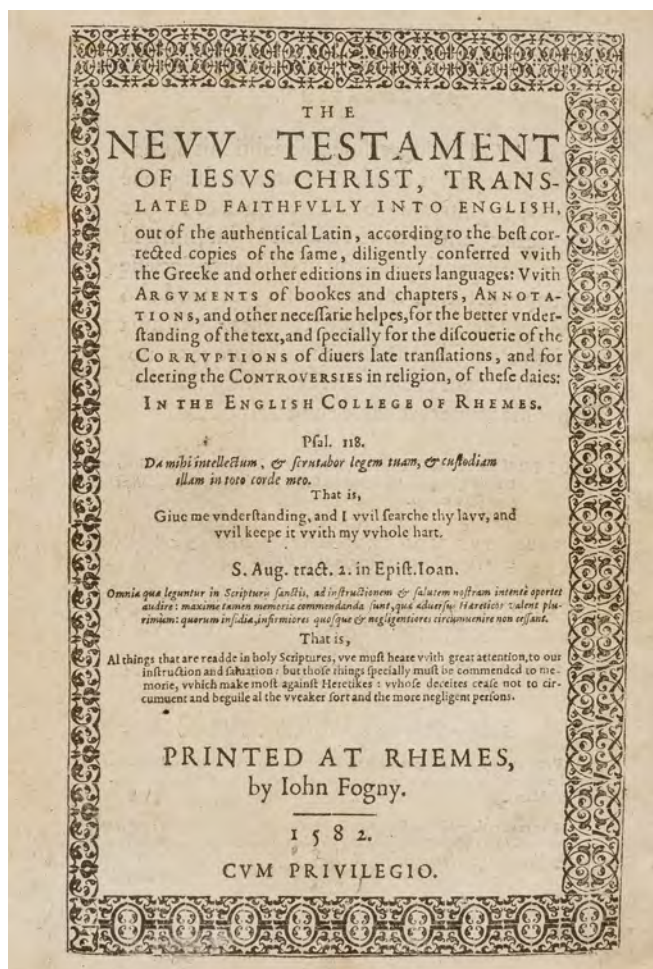 THE
NEVV TESTAMENT
OF IESVS CHRIST, TRANS-
LATED FAITHFVLLY INTO ENGLISH,
out of the authentical Latin, according to the beſt cor-
rected copies of the ſame, diligently conferred vvith
the Greeke and other editions in diuers languages: Vvith
ARGVMENTS of bookes and chapters, ANNOTA-
TIONS, and other neceſſarie helpes, for the better vnder-
ſtanding of the text, and ſpecially for the diſcouerie of the
CORRVPTIONS of diuers late tranſlations, and for
cleering the CONTROVERSIES in religion, of theſe daies:
IN THE ENGLISH COLLEGE OF RHEMES.
Pſal. 118.
Da mihi intellectum, & ſcrutabor legem tuam, & cuſtodiam
illam in toto corde meo.
That is,
Giue me vnderſtanding, and I vvil ſearche thy lavv, and
vvil keepe it vvith my vvhole hart.
S. Aug. tract. 2. in Epiſt. Ioan.
Omnia quæ leguntur in Scripturis ſanctis, ad inſtructionem & ſalutem noſtram intentè oportet
audire: maxime tamen memoriæ commendanda ſunt, quæ aduerſus Hæreticos valent plu-
rimùm: quorum inſidiæ, infirmiores quoſque & negligentiores circumuenire non ceſſant.
That is,
Al things that are readde in holy Scriptures, vve muſt heare vvith great attention, to our
inſtruction and ſaluation: but thoſe things ſpecially muſt be commended to me-
morie, vvhich make moſt againſt Heretikes: vvhoſe deceites ceaſe not to cir-
cumuent and beguile al the vveaker ſort and the more negligent perſons.
PRINTED AT RHEMES,
by Iohn Fogny.
1582.
CVM PRIVILEGIO.